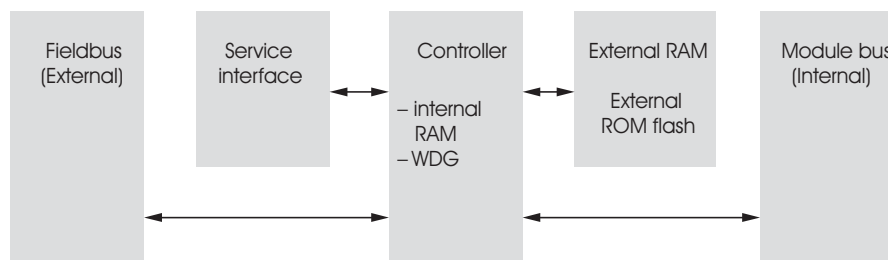 Fieldbus
(External)
Service
interface
Controller
– internal
RAM
– WDG
External RAM
External
ROM flash
Module bus
(Internal)